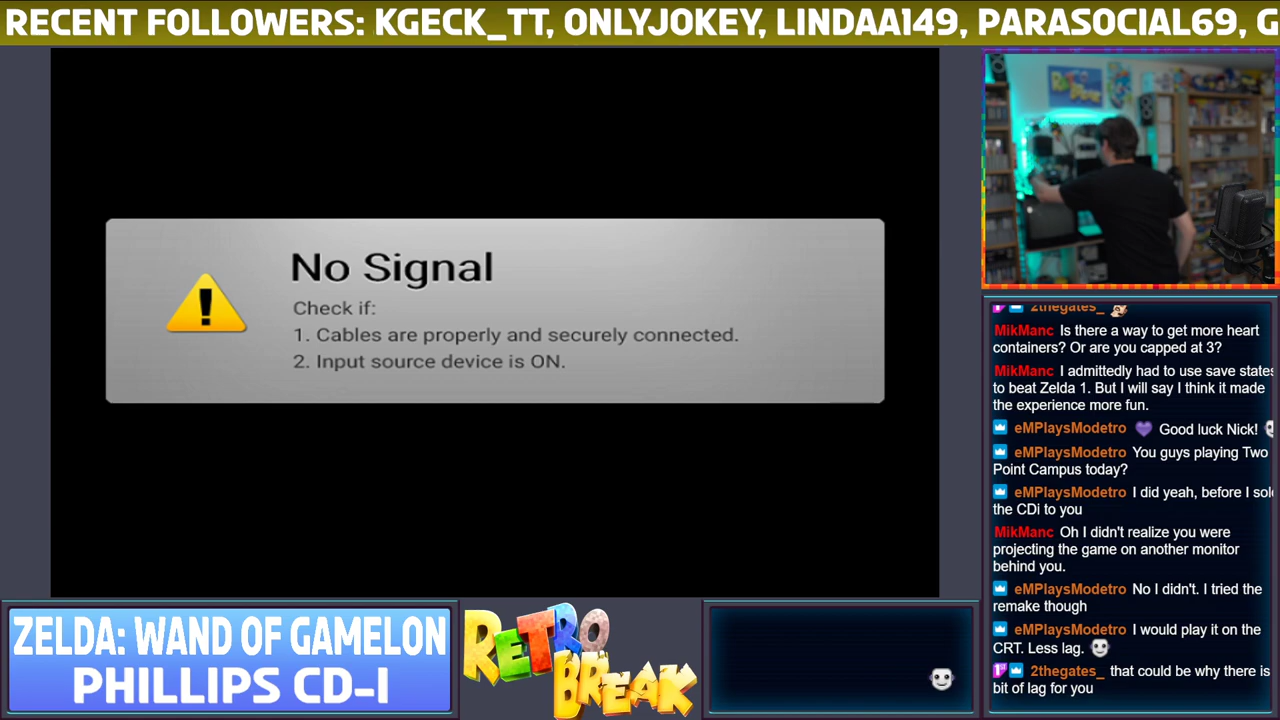 RECENT FOLLOWERS: KGECK_TT, ONLYJOKEY, LINDAA149, PARASOCIAL69, G
No Signal
Check if:
1. Cables are properly and securely connected.
2. Input source device is ON.
2thegates_
MikManc Is there a way to get more heart
containers? Or are you capped at 3?
MikManc I admittedly had to use save states
to beat Zelda 1. But I will say I think it made
the experience more fun.
eMPlaysModetro Good luck Nick!
eMPlaysModetro You guys playing Two
Point Campus today?
eMPlaysModetro I did yeah, before I sol
the CDi to you
MikManc Oh I didn't realize you were
projecting the game on another monitor
behind you.
eMPlaysModetro No I didn't. I tried the
remake though
eMPlaysModetro I would play it on the
CRT. Less lag.
2thegates_ that could be why there is
bit of lag for you
ZELDA: WAND OF GAMELON
PHILLIPS CD-I
RETRO
BREAK
RETRO
BREAK